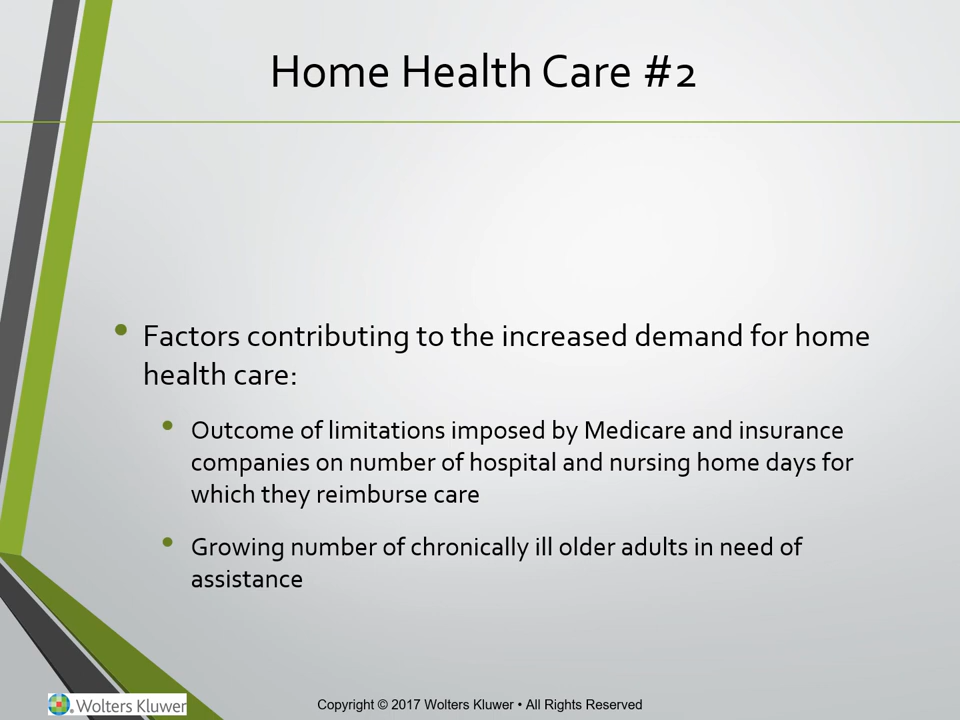 Home Health Care #2
• Factors contributing to the increased demand for home
health care:
• Outcome of limitations imposed by Medicare and insurance
companies on number of hospital and nursing home days for
which they reimburse care
• Growing number of chronically ill older adults in need of
assistance
Wolters Kluwer
Copyright © 2017 Wolters Kluwer • All Rights Reserved